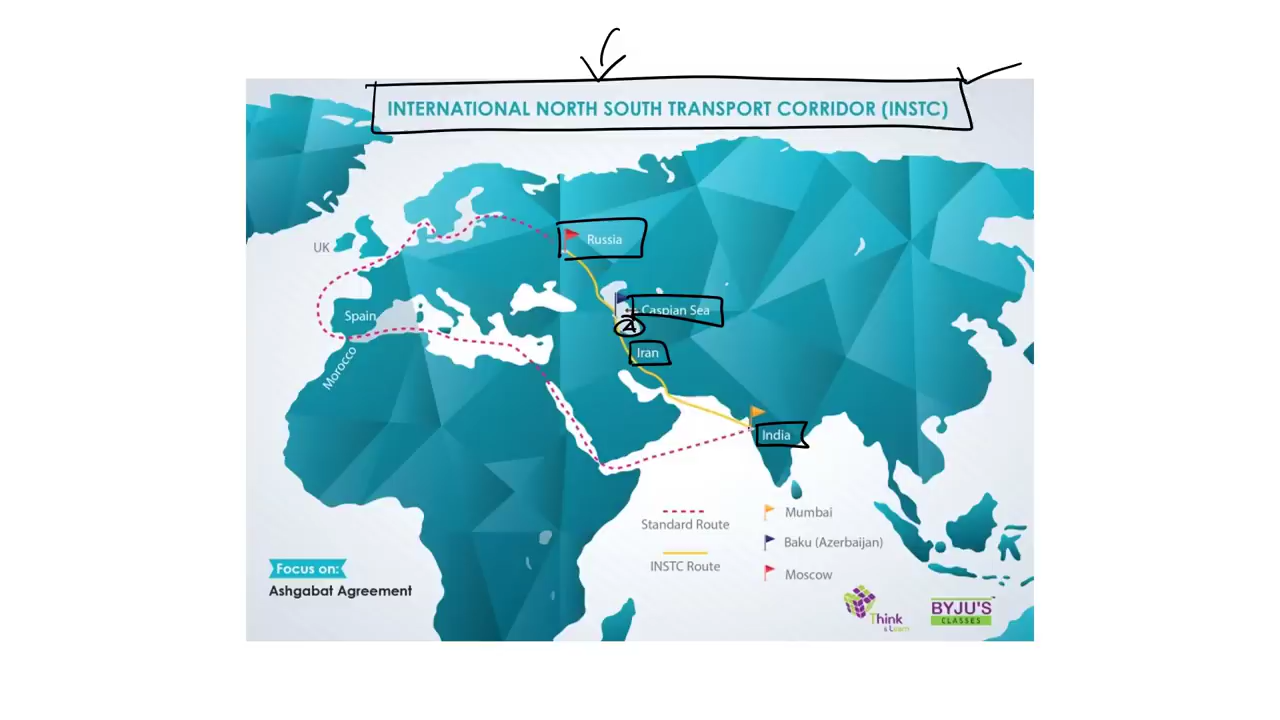 INTERNATIONAL NORTH SOUTH TRANSPORT CORRIDOR (INSTC)
UK
Russia
Caspian Sea
Spain
Iran
Morocco
India
Standard Route
INSTC Route
Mumbai
Baku (Azerbaijan)
Moscow
Focus on:
Ashgabat Agreement
Think
& Learn
BYJU'S
CLASSES